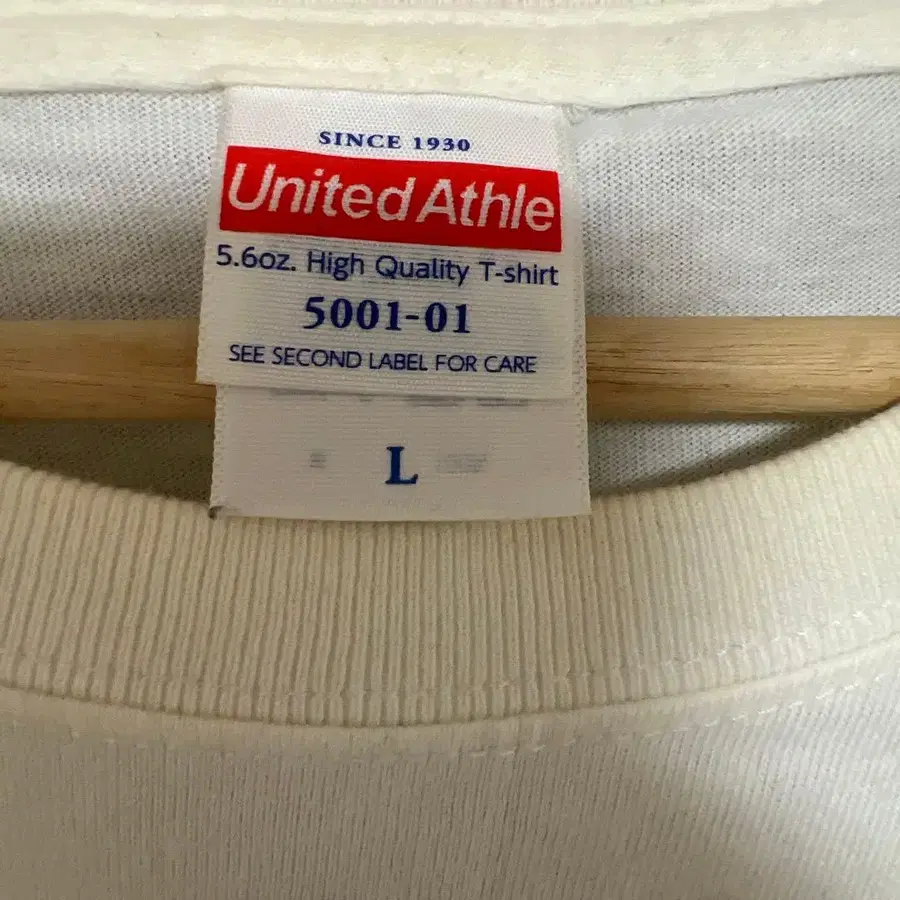 SINCE 1930
United Athle
5.6oz. High Quality T-shirt
5001-01
SEE SECOND LABEL FOR CARE
L